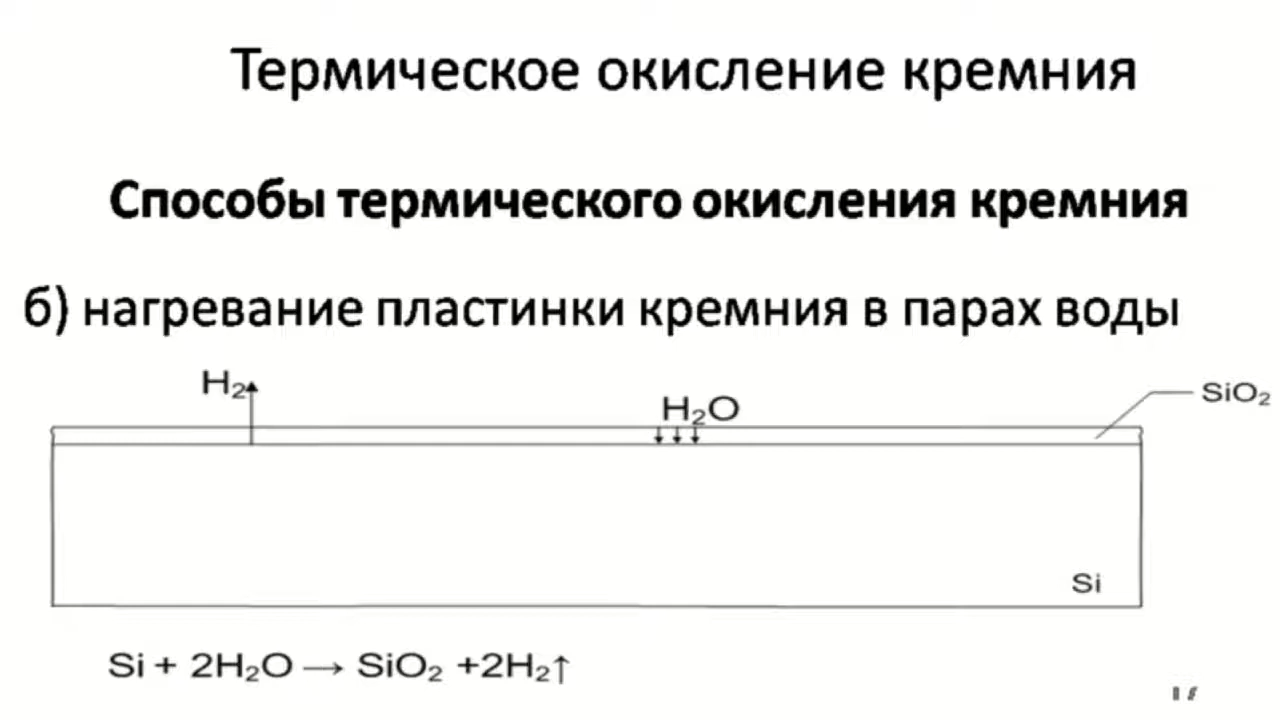 Термическое окисление кремния
Способы термического окисления кремния
б) нагревание пластинки кремния в парах воды
H₂
H₂O
SiO₂
Si
Si + 2H₂O → SiO₂ +2H₂↑